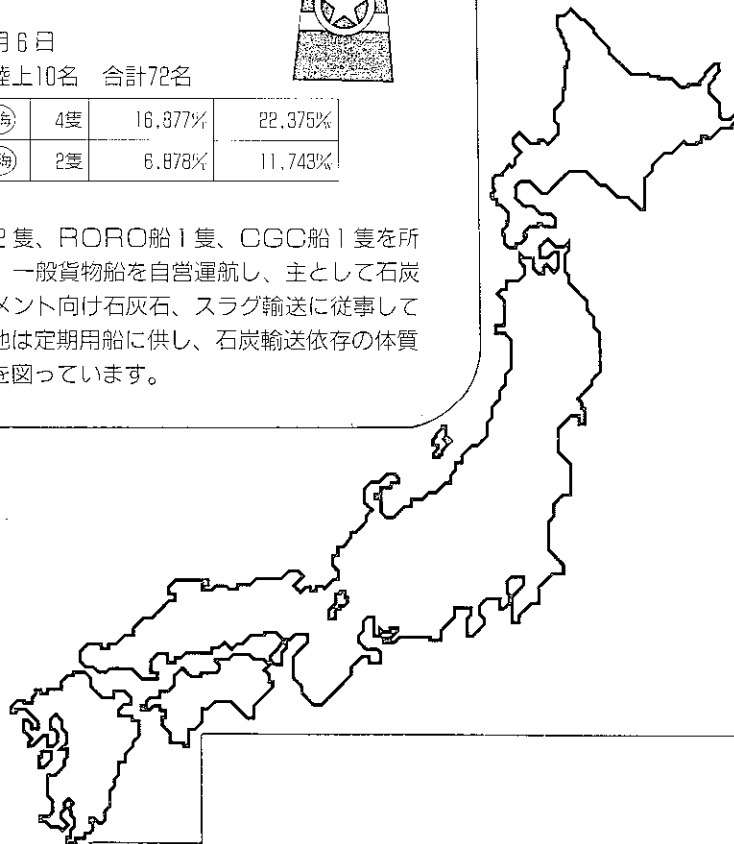 月6日
陸上10名 合計72名
㊥ 4隻 16,877% 22,375%
2隻 6,878% 11,743%
2隻、RORO船1隻、CGC船1隻を所
一般貨物船を自営運航し、主として石炭
メント向け石灰石、スラグ輸送に従事して
他は定期用船に供し、石炭輸送依存の体質
を図っています。